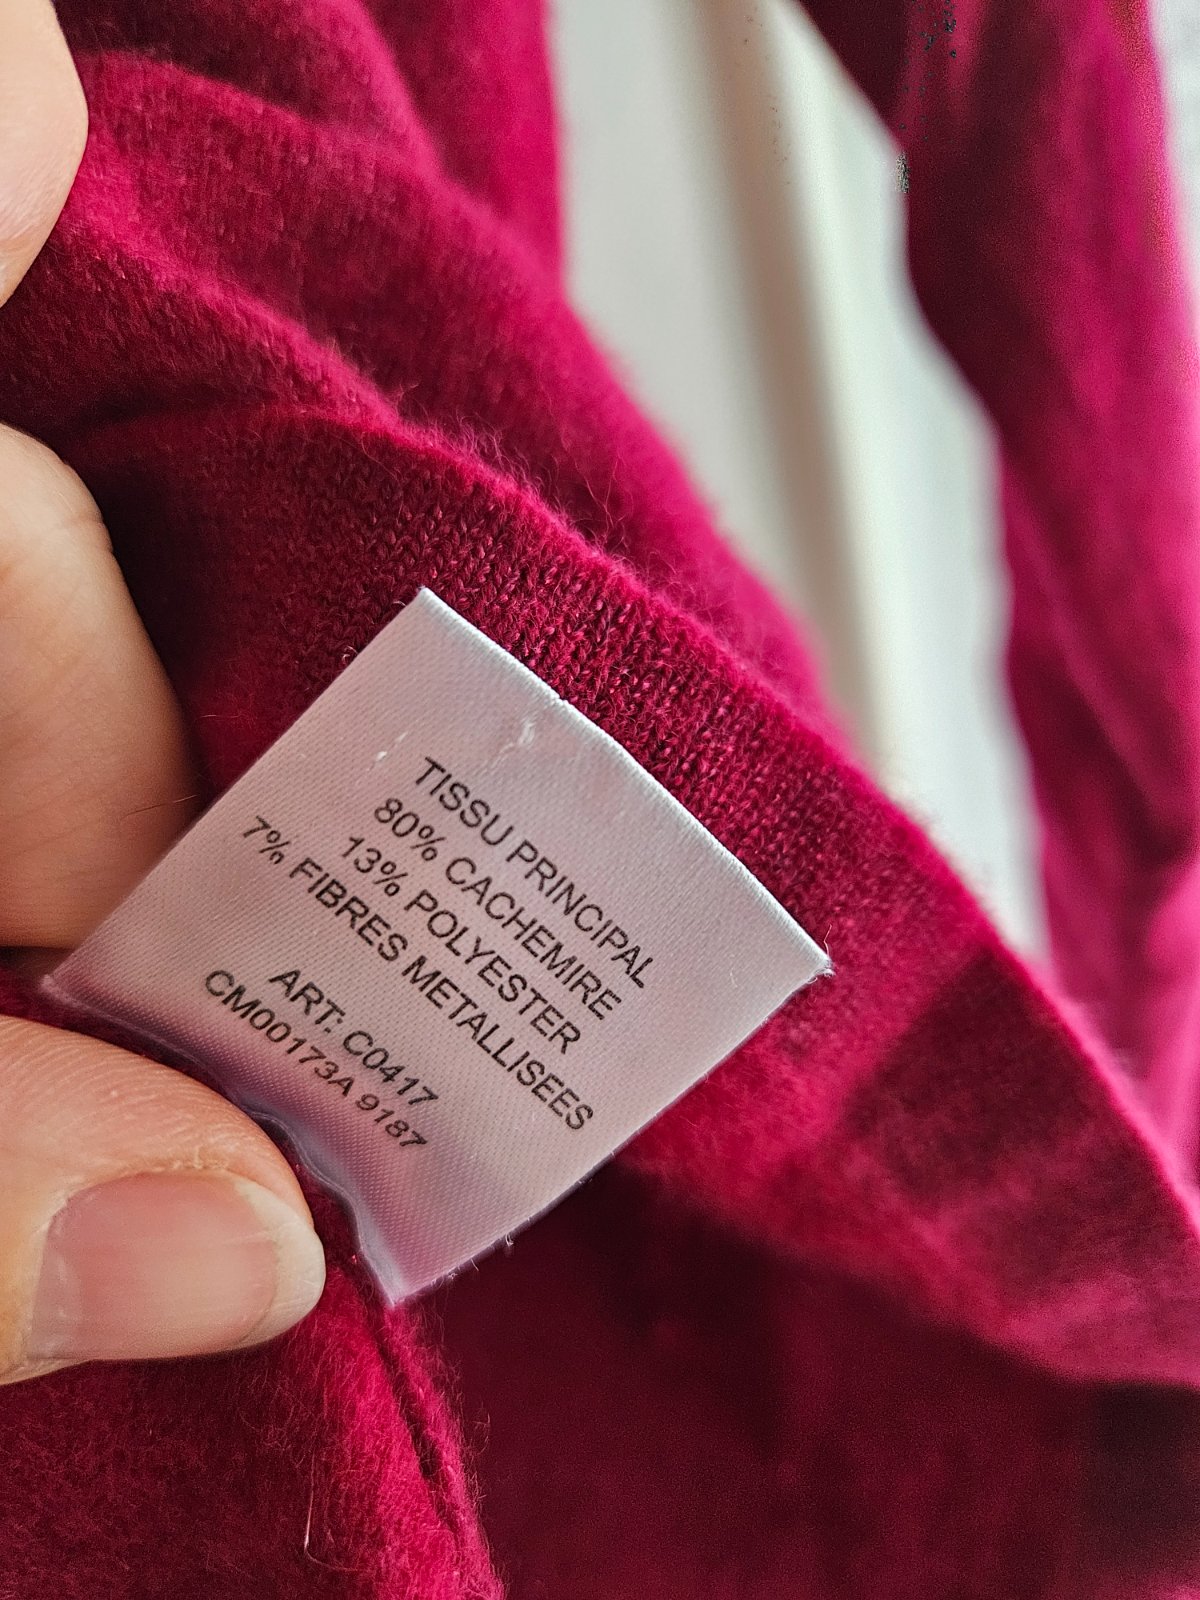 TISSU PRINCIPAL
80% CACHEMIRE
13% POLYESTER
7% FIBRES METALLISEES
ART: C0417
CM00173A 9187